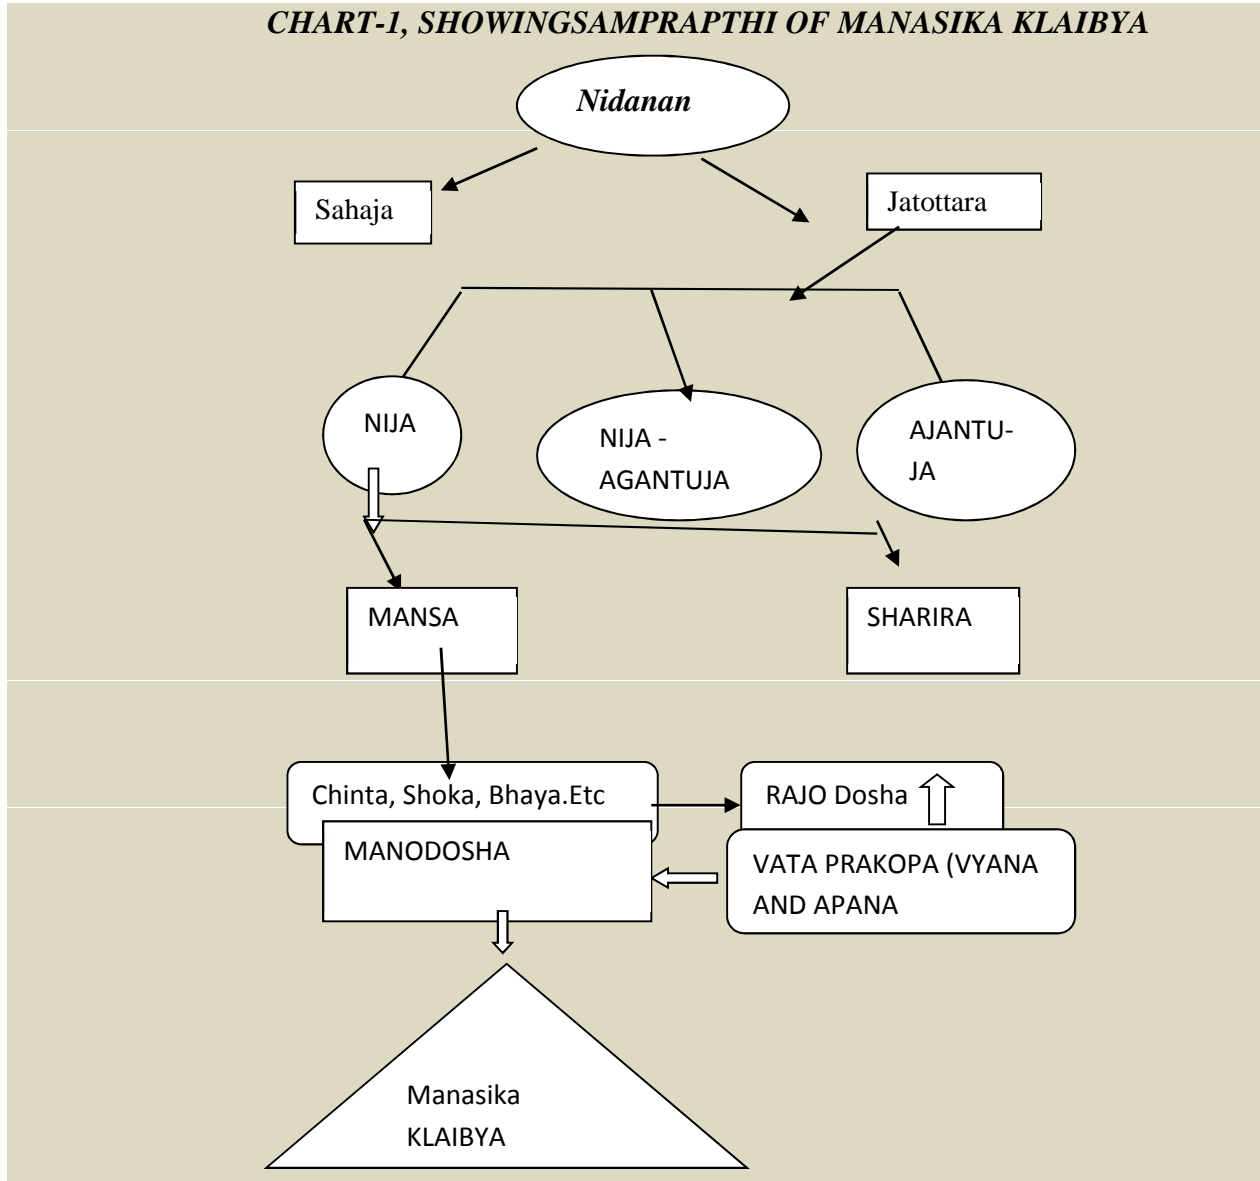 CHART-1, SHOWINGSAMPRAPTHI OF MANASIKA KLAIBYA
Nidanan
Sahaja
Jatottara
NIJA
NIJA -
AGANTUJA
AJANTU-
JA
MANSA
SHARIRA
Chinta, Shoka, Bhaya.Etc
RAJO Dosha
MANODOSHA
VATA PRAKOPA (VYANA
AND APANA
Manasika
KLAIBYA